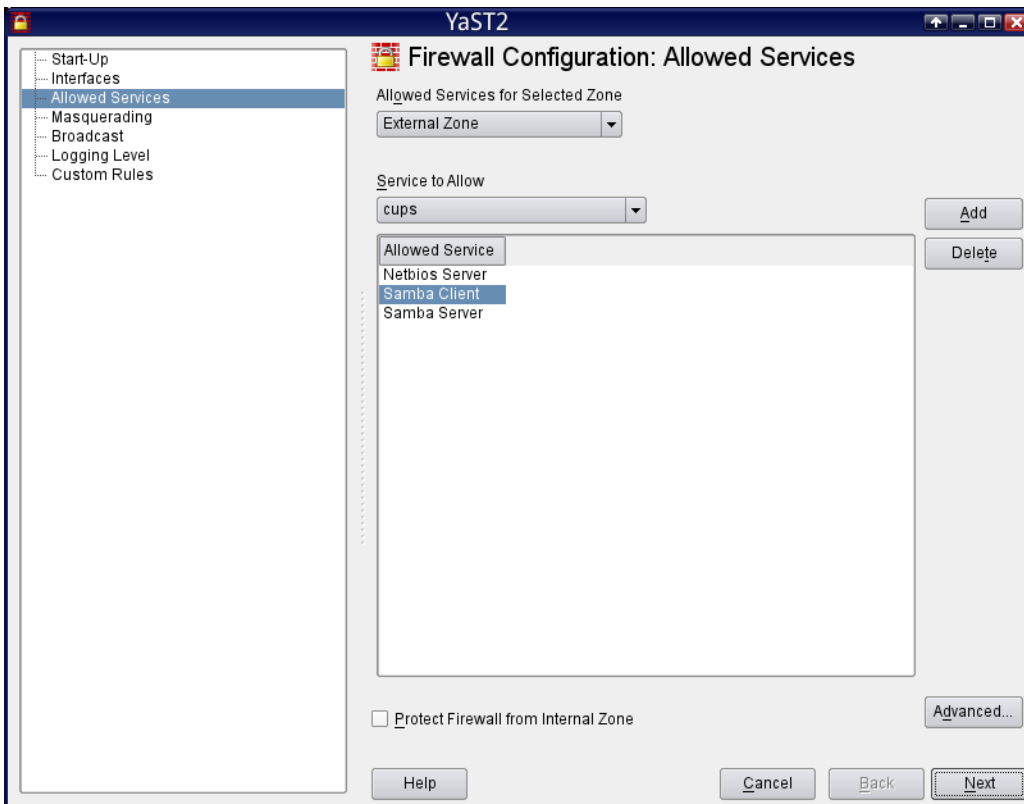 YaST2
Start-Up
Interfaces
Allowed Services
Masquerading
Broadcast
Logging Level
Custom Rules
Firewall Configuration: Allowed Services
Allowed Services for Selected Zone
External Zone
Service to Allow
cups
Add
Allowed Service
Delete
Netbios Server
Samba Client
Samba Server
Protect Firewall from Internal Zone
Advanced...
Help
Cancel
Back
Next